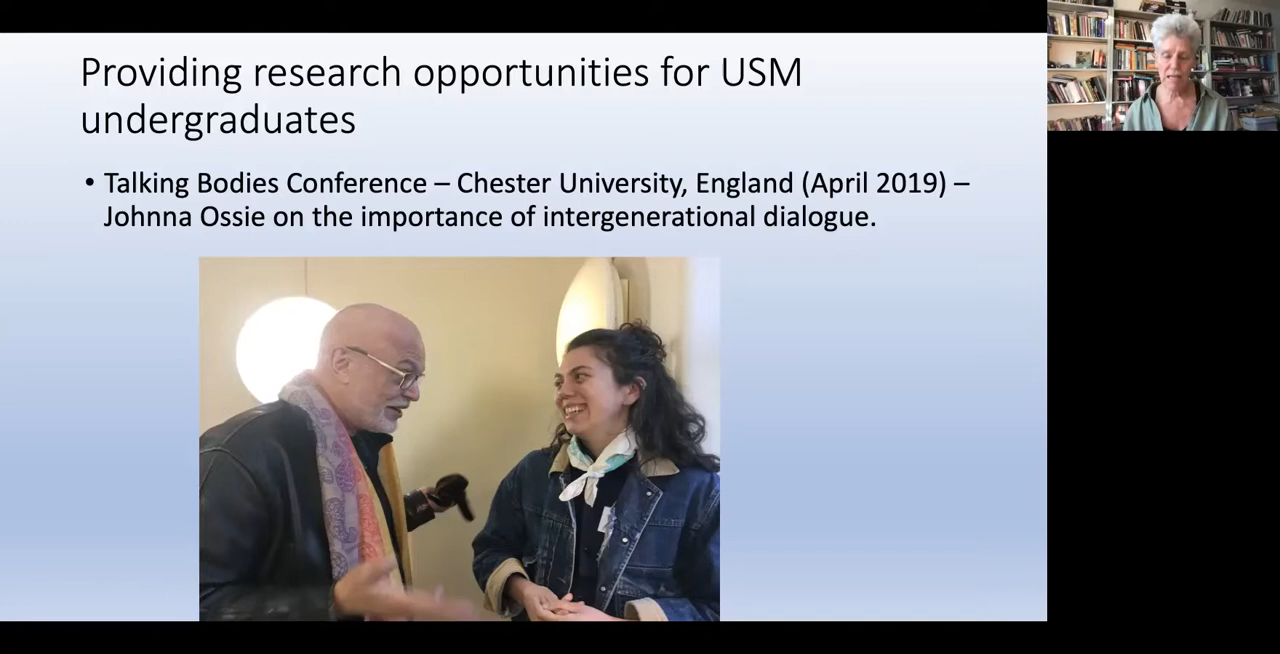 Providing research opportunities for USM
undergraduates
• Talking Bodies Conference – Chester University, England (April 2019) –
Johnna Ossie on the importance of intergenerational dialogue.